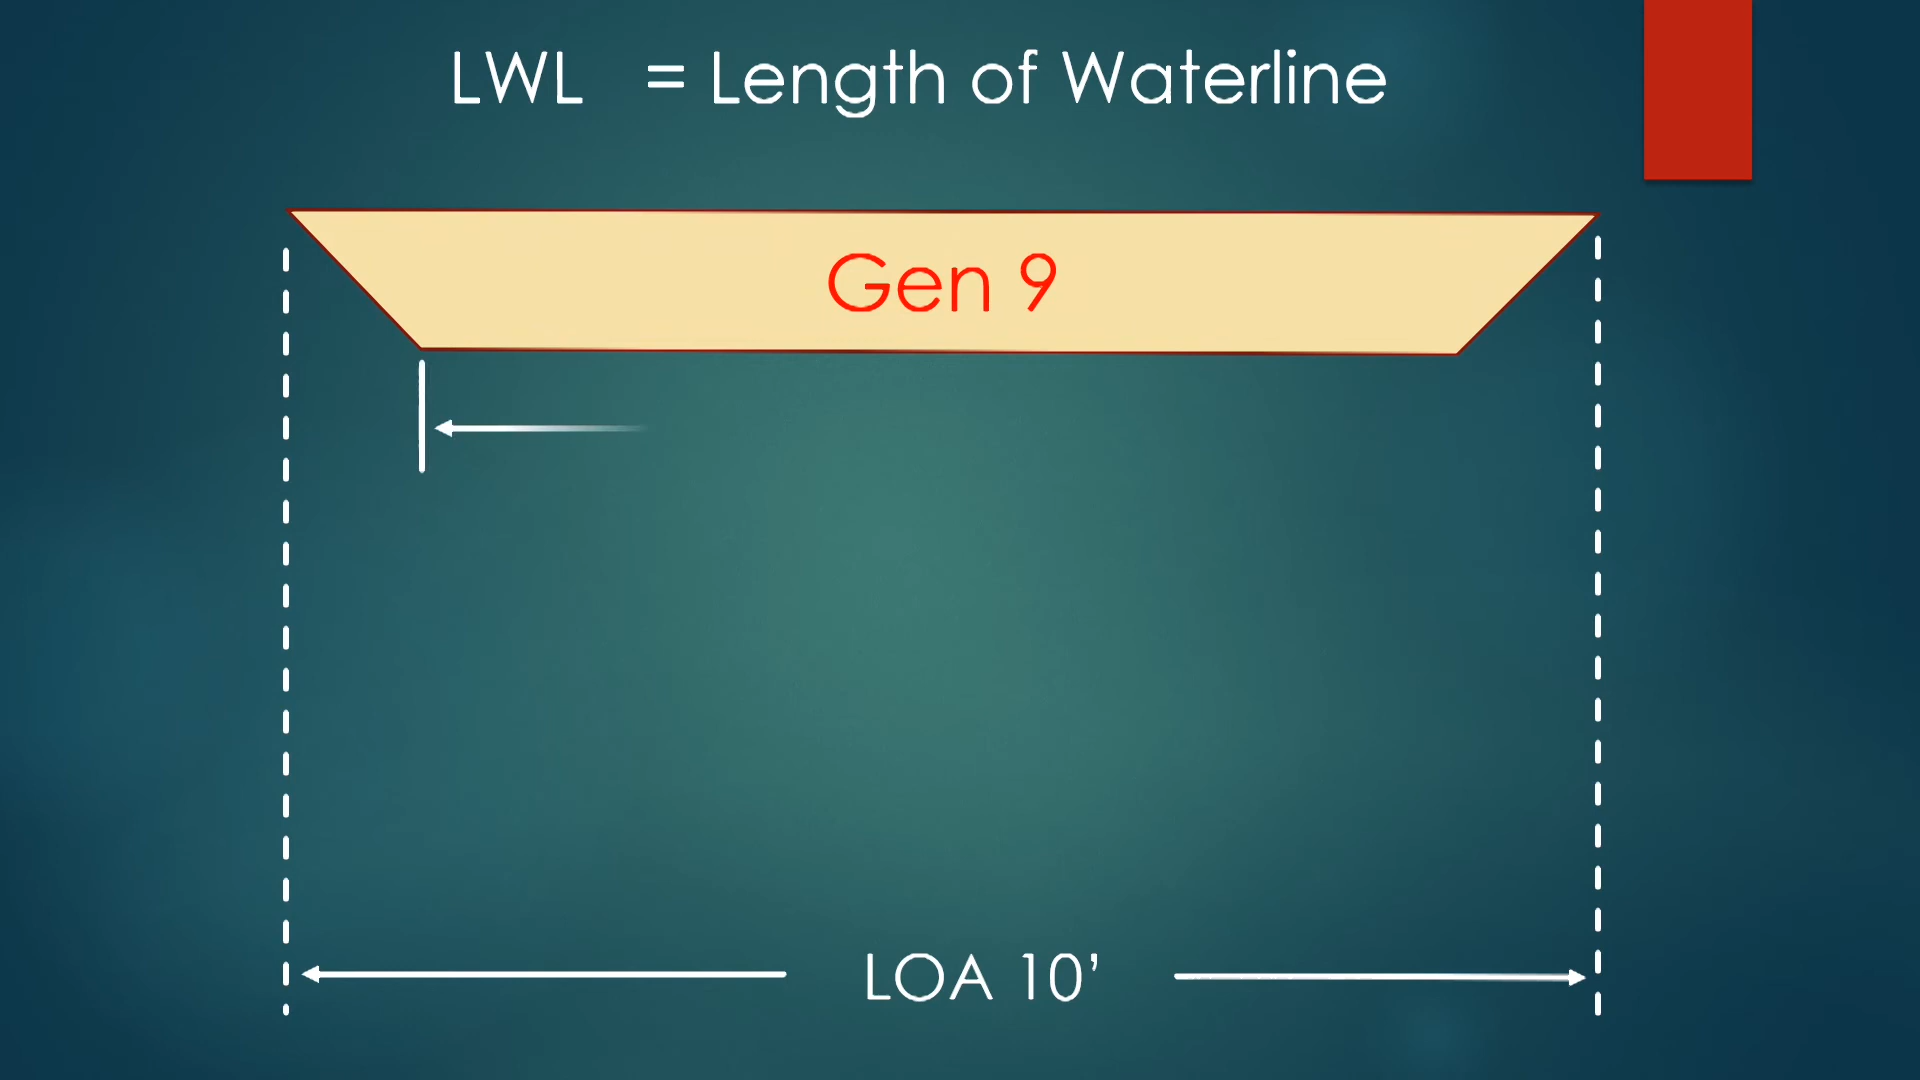 LWL = Length of Waterline
Gen 9
LOA 10’